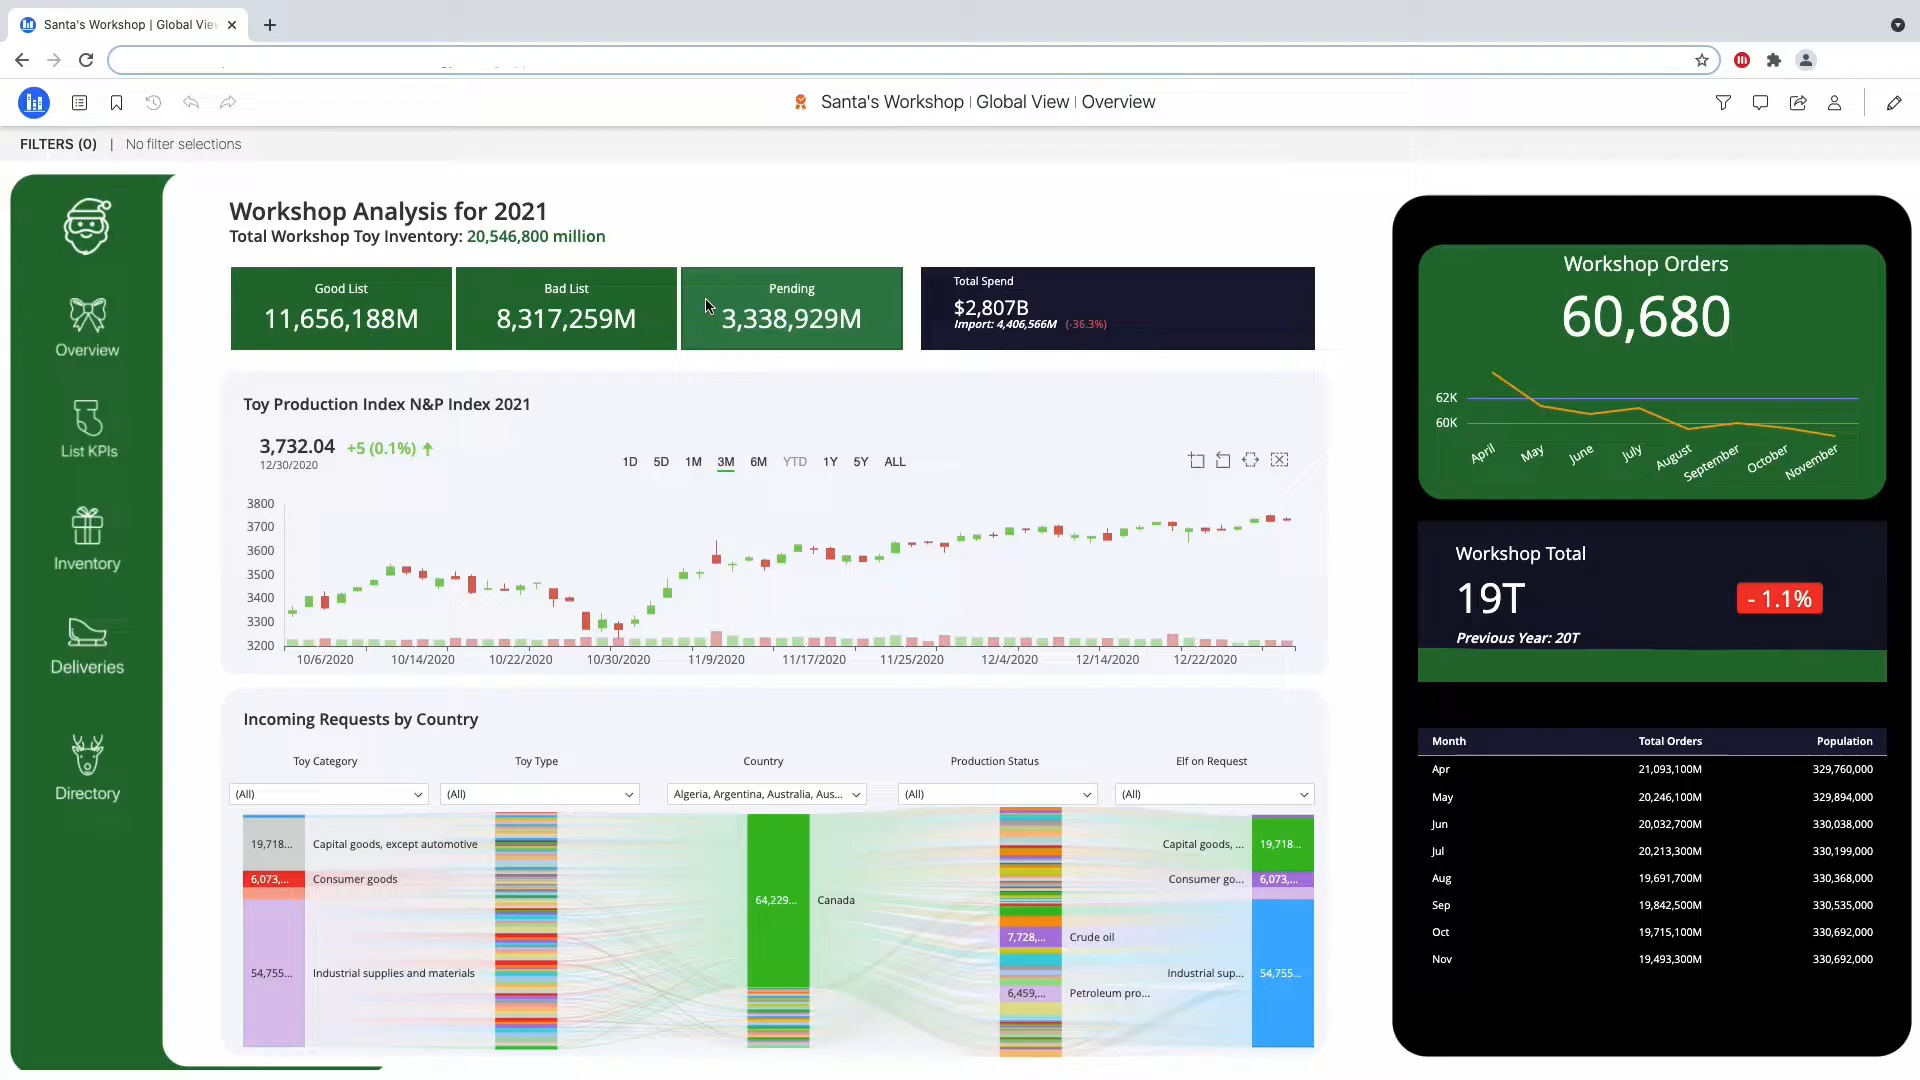 Santa's Workshop | Global Vie
Santa's Workshop | Global View | Overview
FILTERS (0) | No filter selections
Overview
List KPIs
Inventory
Deliveries
Directory
Workshop Analysis for 2021
Total Workshop Toy Inventory: 20,546,800 million
Good List
11,656,188M
Bad List
8,317,259M
Pending
3,338,929M
Total Spend
$2,807B
Import: 4,406,566M (-36.3%)
Toy Production Index N&P Index 2021
3,732.04 +5 (0.1%)
12/30/2020
1D 5D 1M 3M 6M YTD 1Y 5Y ALL
3800
3700
3600
3500
3400
3300
3200
10/6/2020 10/14/2020 10/22/2020 10/30/2020 11/9/2020 11/17/2020 11/25/2020 12/4/2020 12/14/2020 12/22/2020
Incoming Requests by Country
Toy Category Toy Type Country Production Status Elf on Request
(All) (All) Algeria, Argentina, Australia, Aus... (All) (All)
19,718... Capital goods, except automotive
6,073,... Consumer goods
54,755... Industrial supplies and materials
64,229... Canada
7,728,... Crude oil
6,459,... Petroleum pro...
Capital goods, ... 19,718...
Consumer go... 6,073,...
Industrial sup... 54,755...
Workshop Orders
60,680
62K
60K
April May June July August September October November
Workshop Total
19T
- 1.1%
Previous Year: 20T
Month Total Orders Population
Apr 21,093,100M 329,760,000
May 20,246,100M 329,894,000
Jun 20,032,700M 330,038,000
Jul 20,213,300M 330,199,000
Aug 19,691,700M 330,368,000
Sep 19,842,500M 330,535,000
Oct 19,715,100M 330,692,000
Nov 19,493,300M 330,692,000